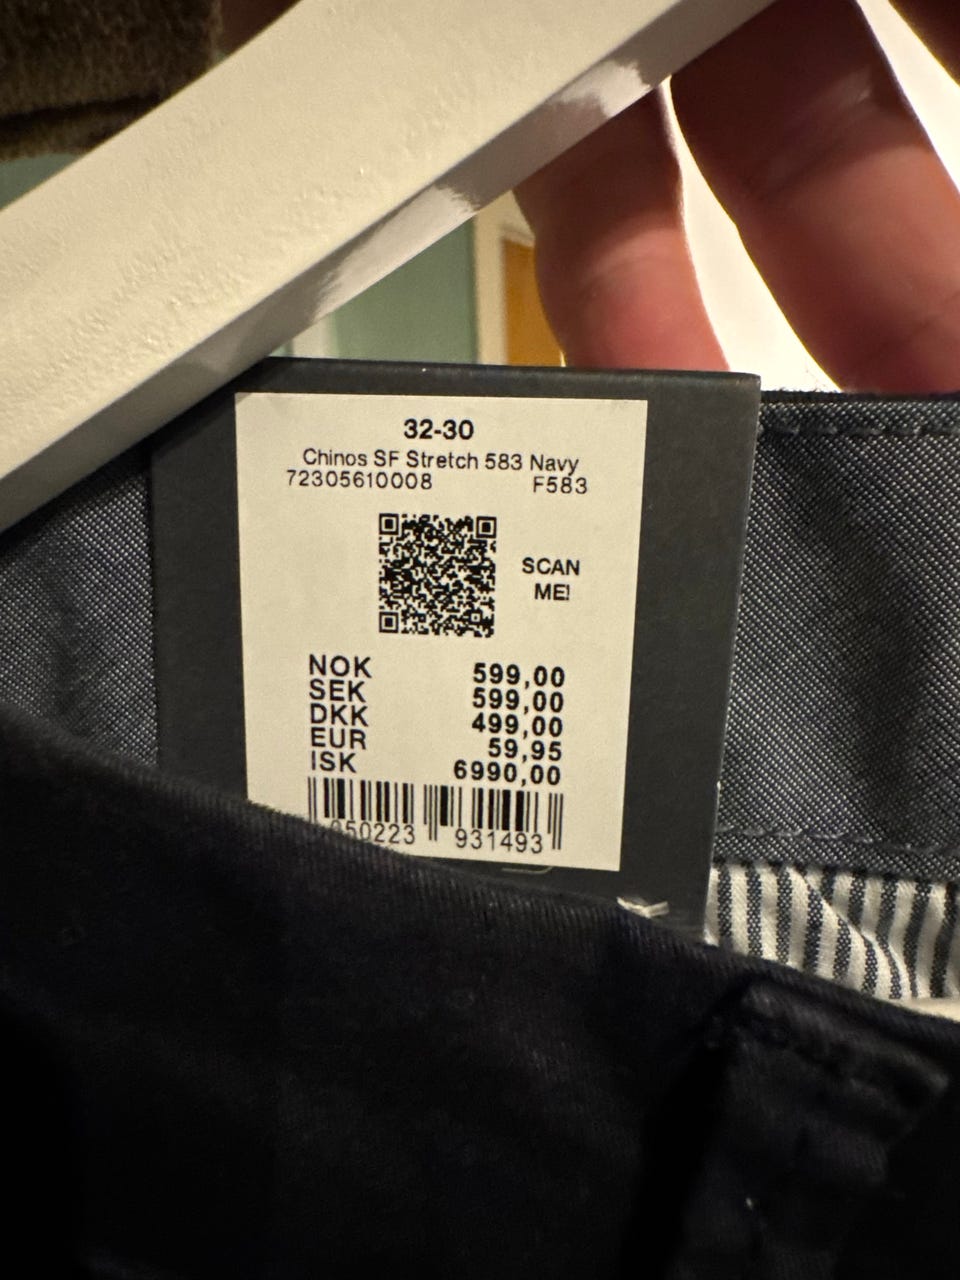 32-30
Chinos SF Stretch 583 Navy
72305610008 F583
SCAN
ME!
NOK 599,00
SEK 599,00
DKK 499,00
EUR 59,95
ISK 6990,00
050223 931493